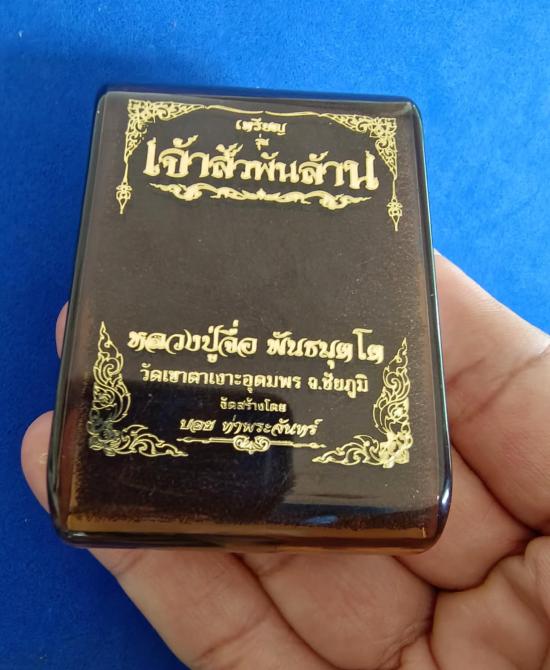 เหรียญ
รุ่น
เจ้าสัวพันล้าน
หลวงปู่จื่อ พันธมุตโต
วัดเขาตาเงาะอุดมพร จ.ชัยภูมิ
จัดสร้างโดย
บอย ท่าพระจันทร์